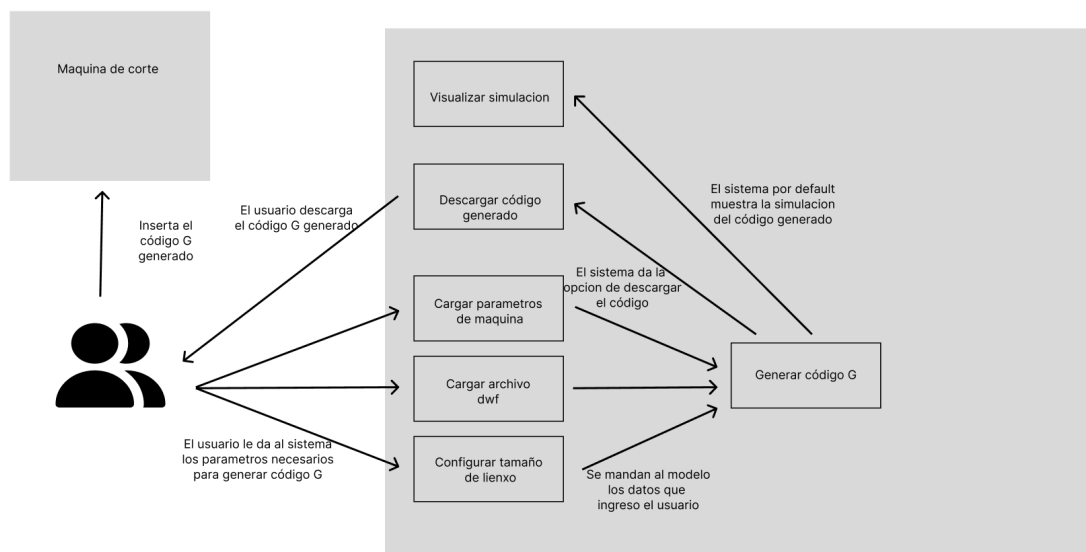 Maquina de corte
Visualizar simulacion
Descargar código
generado
El sistema por default
muestra la simulacion
del código generado
El usuario descarga
el código G generado
Inserta el
código G
generado
El sistema da la
opcion de descargar
el código
Cargar parametros
de maquina
Generar código G
Cargar archivo
dwf
El usuario le da al sistema
los parametros necesarios
para generar código G
Configurar tamaño
de lienxo
Se mandan al modelo
los datos que
ingreso el usuario